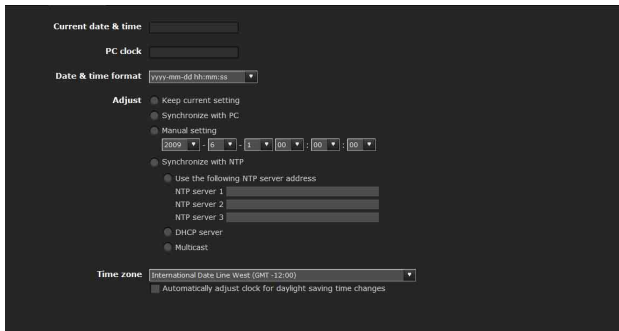 Current date & time
PC clock
Date & time format yyyy-mm-dd hh:mm:ss
Adjust Keep current setting
Synchronize with PC
Manual setting
2009 - 6 - 1 00 : 00 : 00
Synchronize with NTP
Use the following NTP server address
NTP server 1
NTP server 2
NTP server 3
DHCP server
Multicast
Time zone International Date Line West (GMT -12:00)
Automatically adjust clock for daylight saving time changes